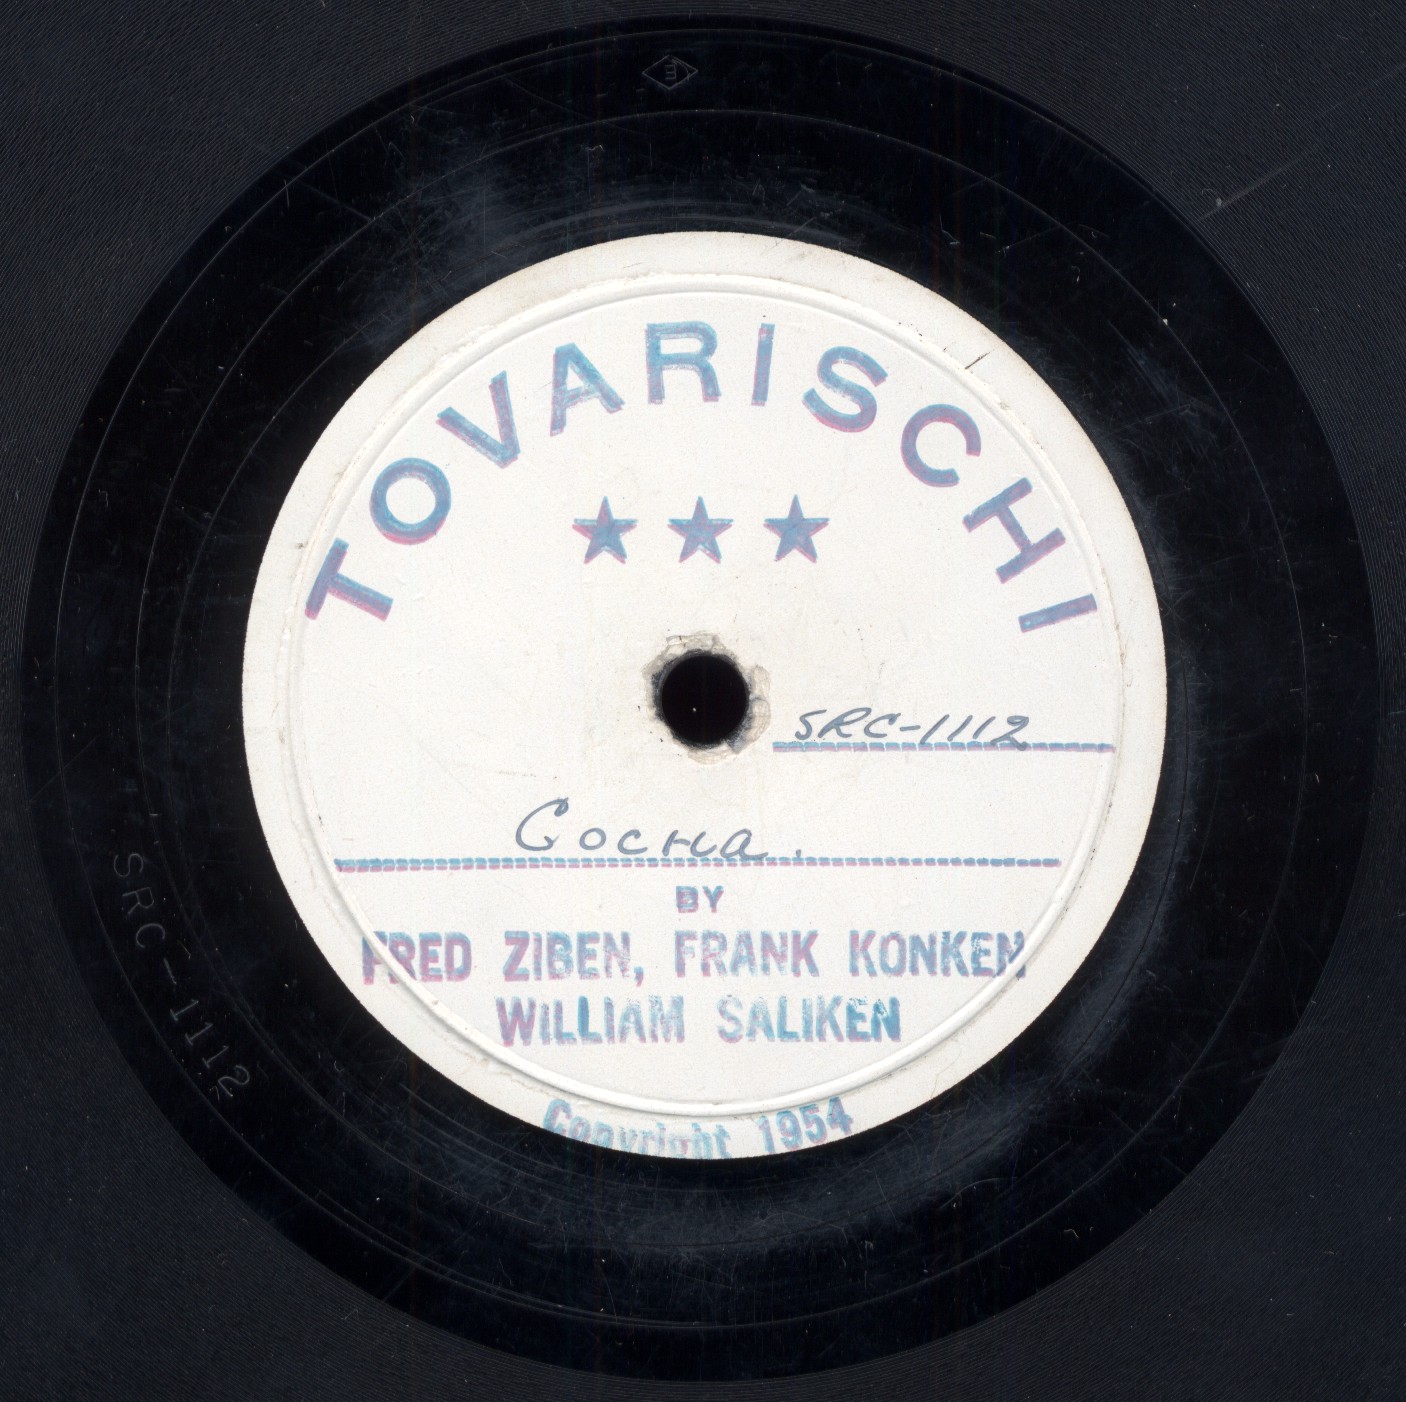 TOVARISCHI
SRC-1112
Сосна.
BY
FRED ZIBEN, FRANK KONKEN
WILLIAM SALIKEN
Copyright 1954
SRC-1112